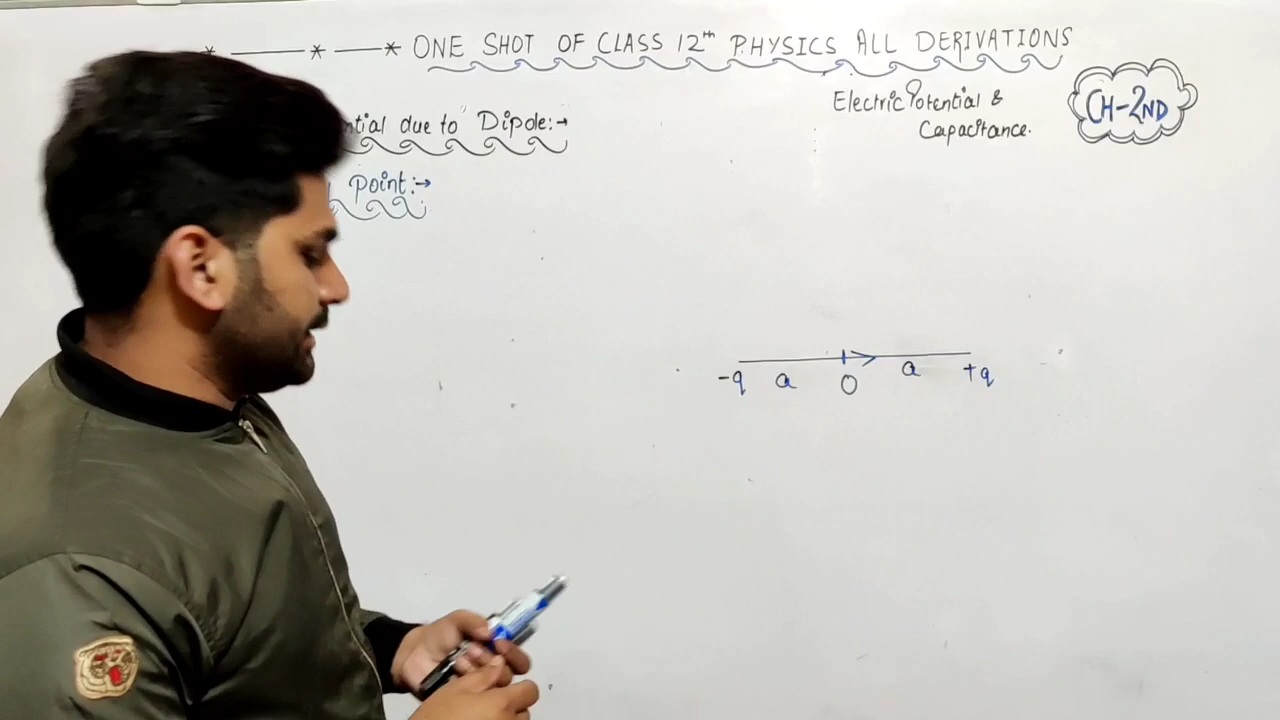 * —— * —— * ONE SHOT OF CLASS 12th PHYSICS ALL DERIVATIONS
Electric Potential &
Capacitance.
CH-2ND
ntial due to Dipole:→
Point:→
-q a O a +q